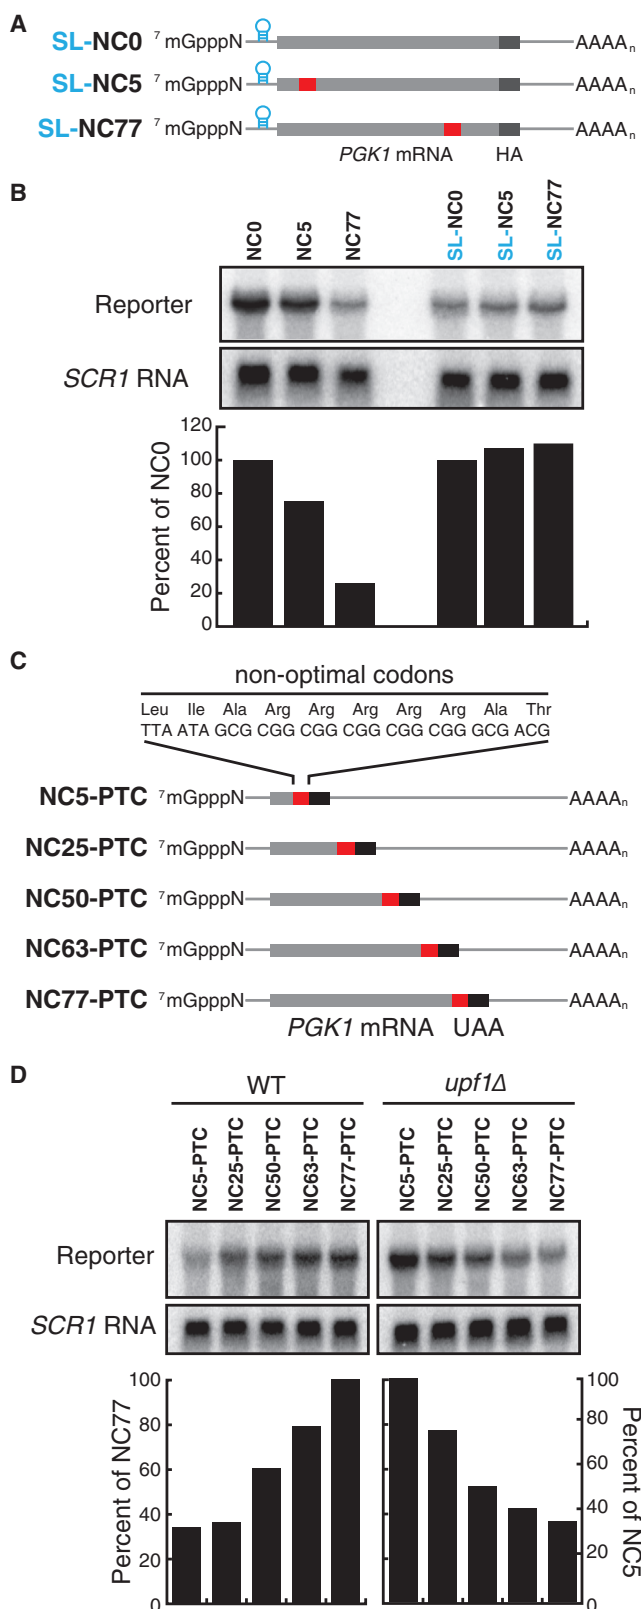 A
SL-NC0 7 mGpppN AAAAn
SL-NC5 7 mGpppN AAAAn
SL-NC77 7 mGpppN AAAAn
PGK1 mRNA HA
B
NC0 NC5 NC77 SL-NC0 SL-NC5 SL-NC77
Reporter
SCR1 RNA
Percent of NC0
120
100
80
60
40
20
0
C
non-optimal codons
Leu Ile Ala Arg Arg Arg Arg Arg Ala Thr
TTA ATA GCG CGG CGG CGG CGG CGG GCG ACG
NC5-PTC 7mGpppN AAAAn
NC25-PTC 7mGpppN AAAAn
NC50-PTC 7mGpppN AAAAn
NC63-PTC 7mGpppN AAAAn
NC77-PTC 7mGpppN AAAAn
PGK1 mRNA UAA
D
WT upf1Δ
NC5-PTC NC25-PTC NC50-PTC NC63-PTC NC77-PTC NC5-PTC NC25-PTC NC50-PTC NC63-PTC NC77-PTC
Reporter
SCR1 RNA
Percent of NC77
100
80
60
40
20
0
100
80
60
40
20
0
Percent of NC5